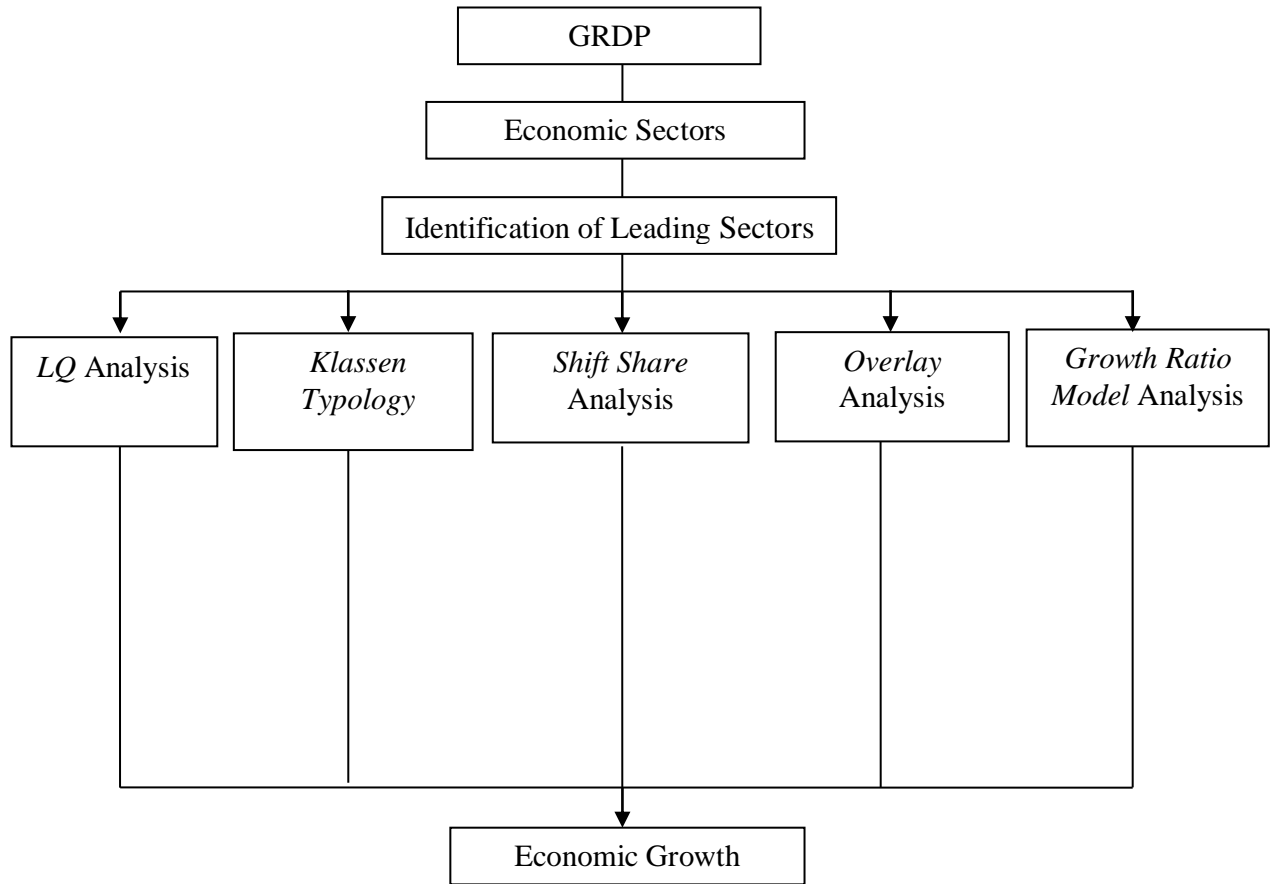 GRDP
Economic Sectors
Identification of Leading Sectors
LQ Analysis
Klassen
Typology
Shift Share
Analysis
Overlay
Analysis
Growth Ratio
Model Analysis
Economic Growth